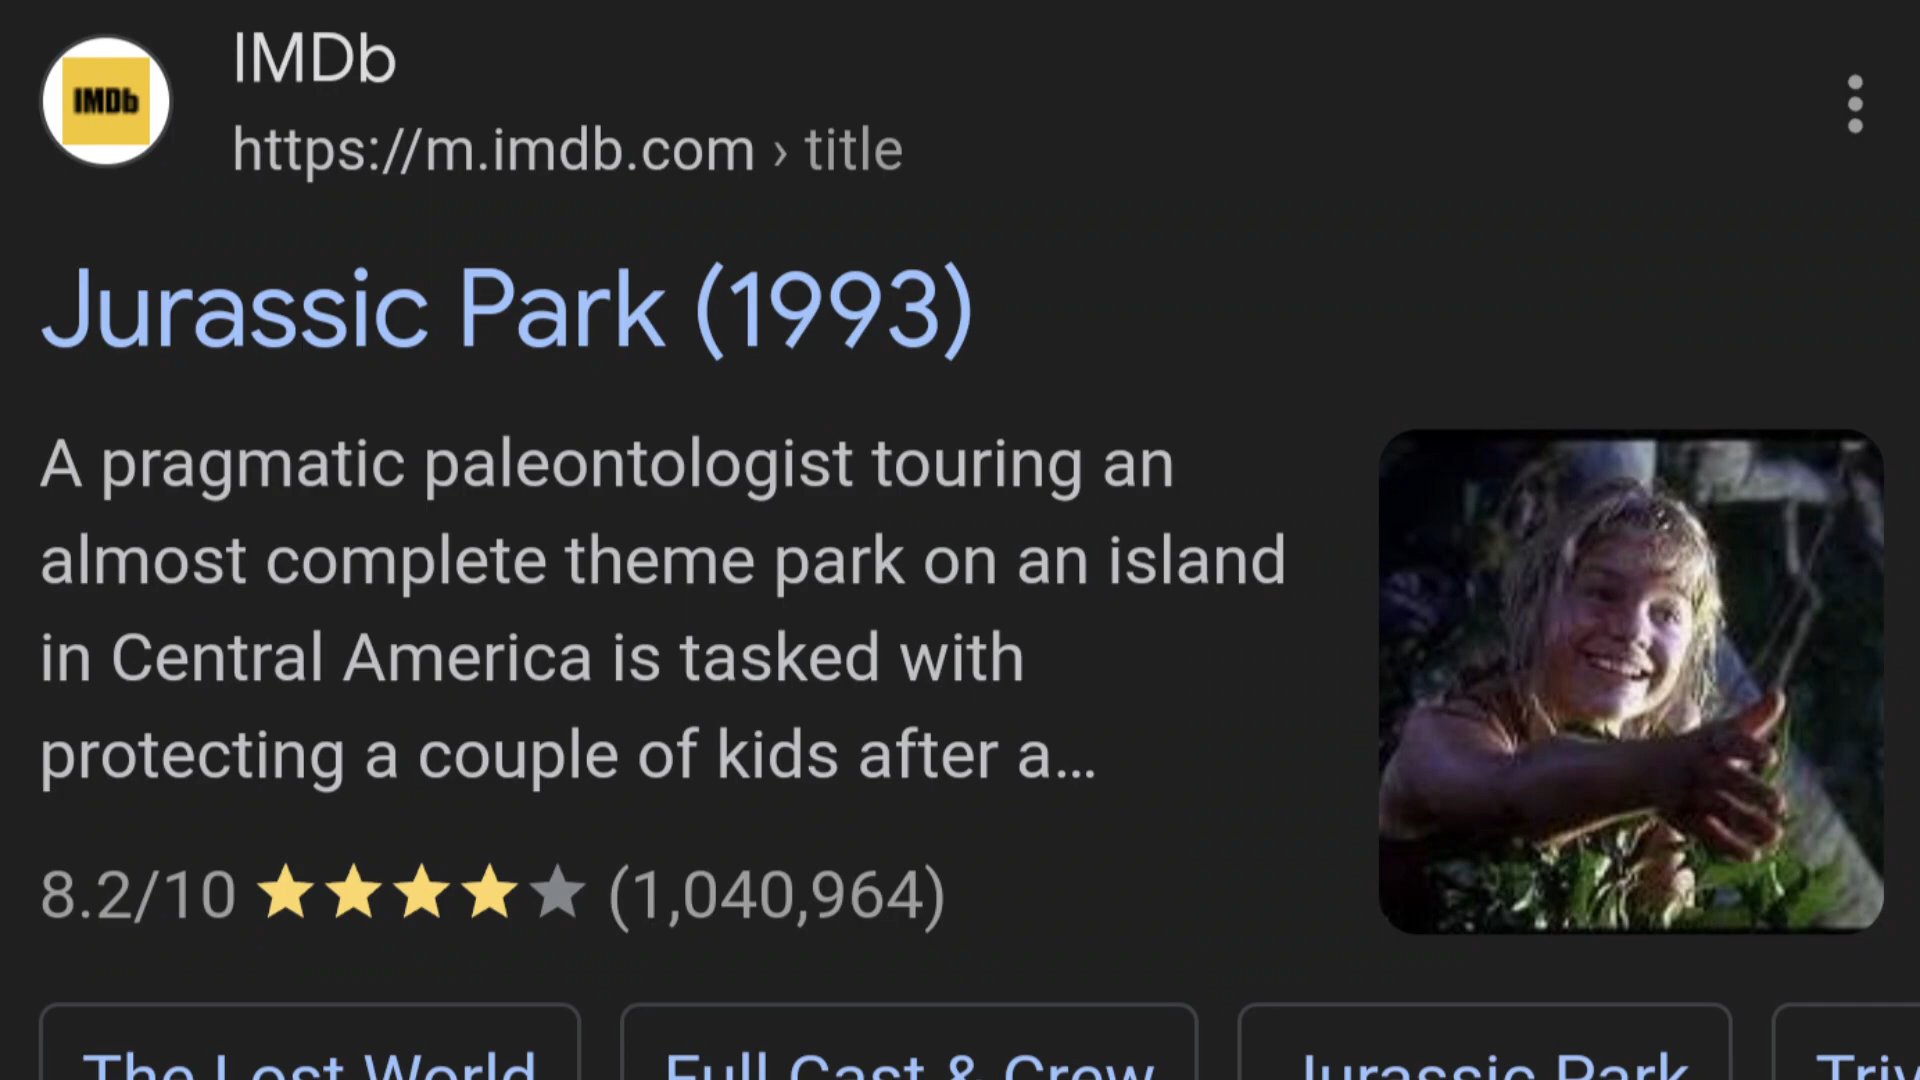 IMDb
IMDb
https://m.imdb.com › title
Jurassic Park (1993)
A pragmatic paleontologist touring an
almost complete theme park on an island
in Central America is tasked with
protecting a couple of kids after a...
8.2/10 ★★★★★ (1,040,964)
The Lost World
Full Cast & Crew
Jurassic Park
Triv